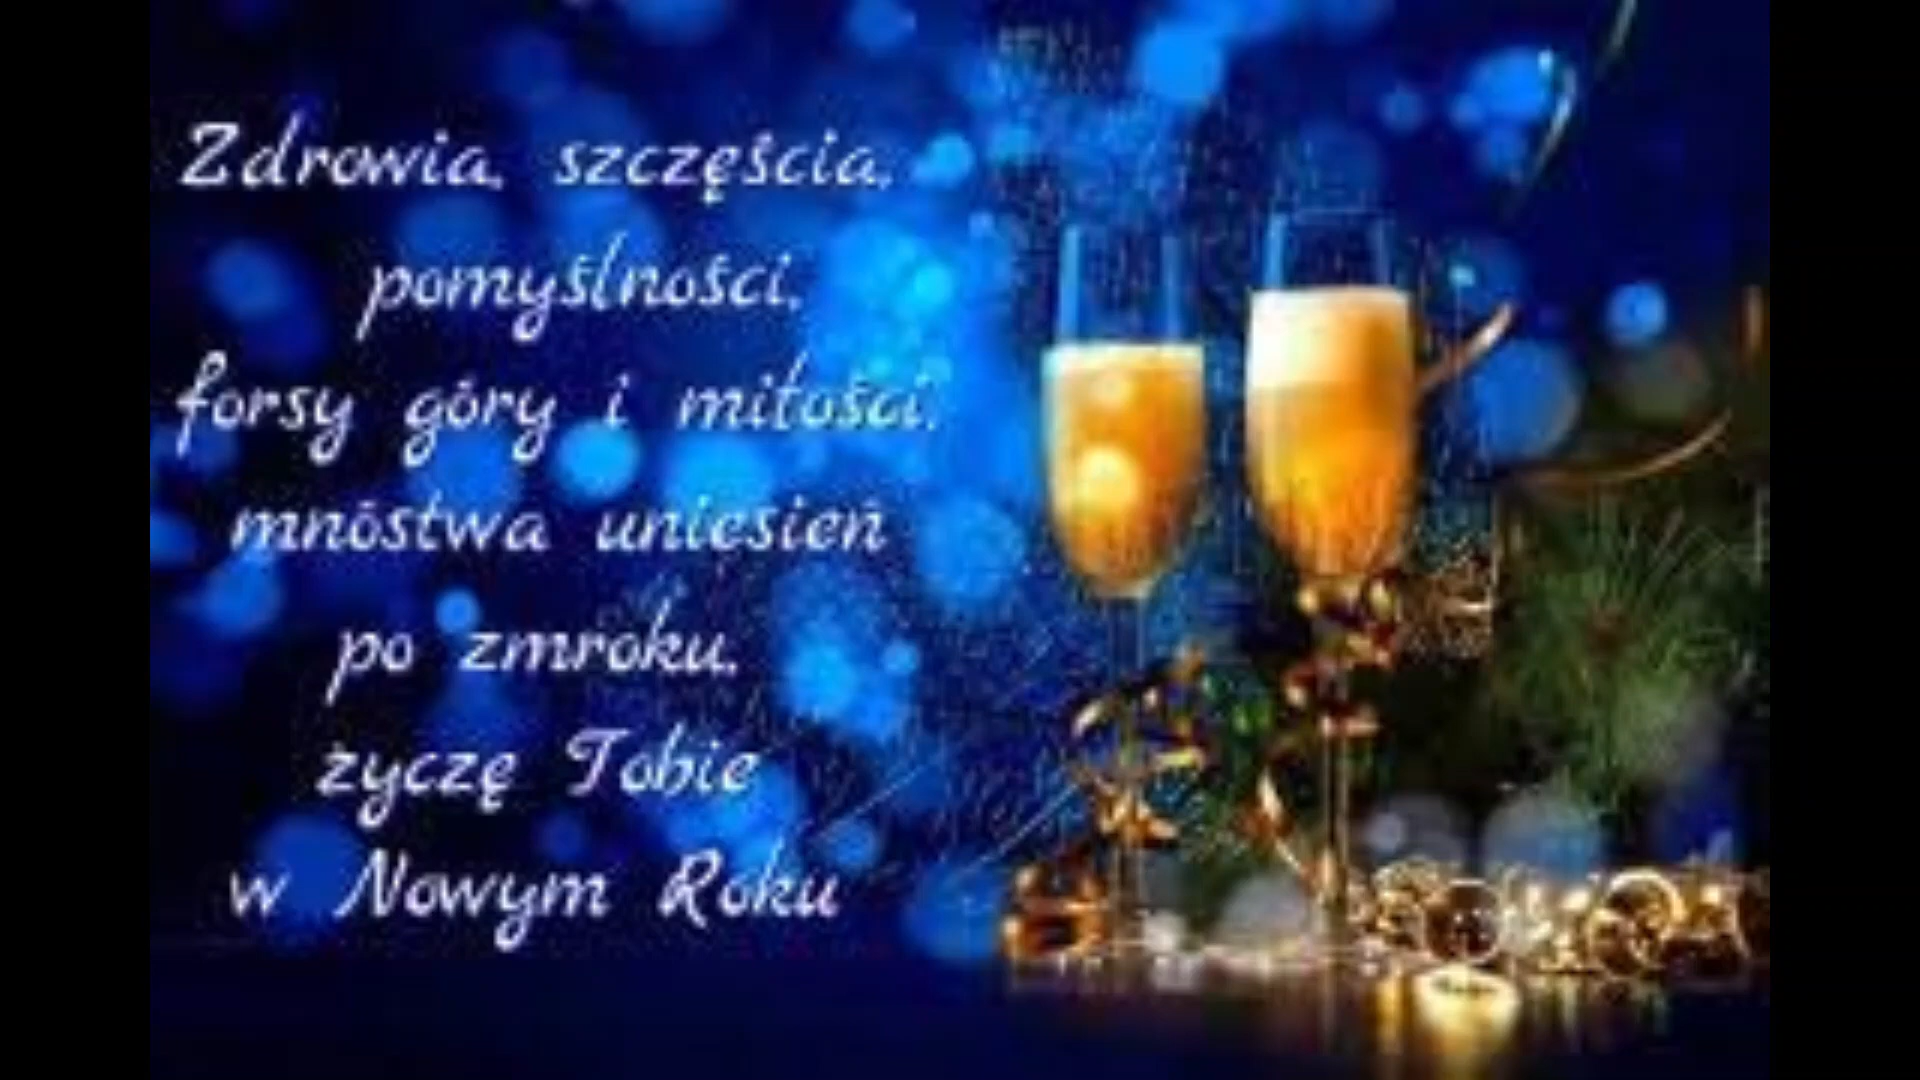 Zdrowia, szczęścia,
pomyślności,
forsy góry i miłości,
mnóstwa uniesień
po zmroku,
życzę Tobie
w Nowym Roku